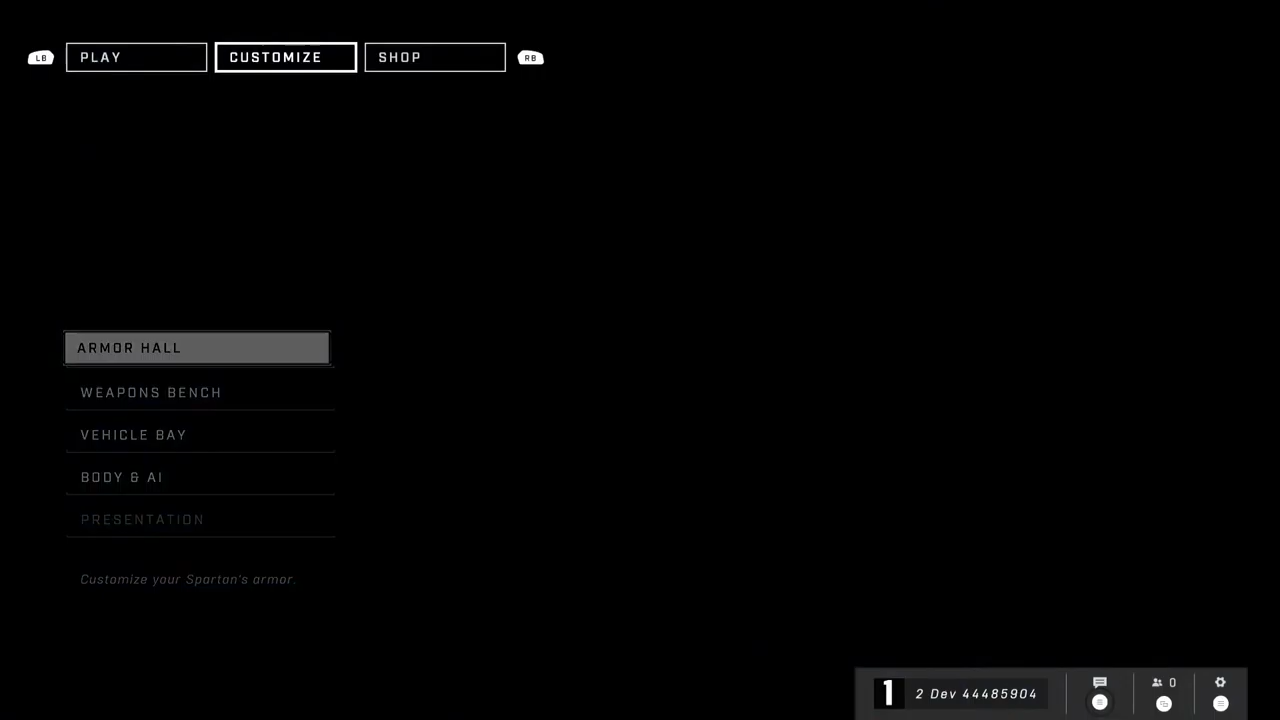 LB PLAY CUSTOMIZE SHOP RB
ARMOR HALL
WEAPONS BENCH
VEHICLE BAY
BODY & AI
PRESENTATION
Customize your Spartan's armor.
1 2 Dev 44485904 0